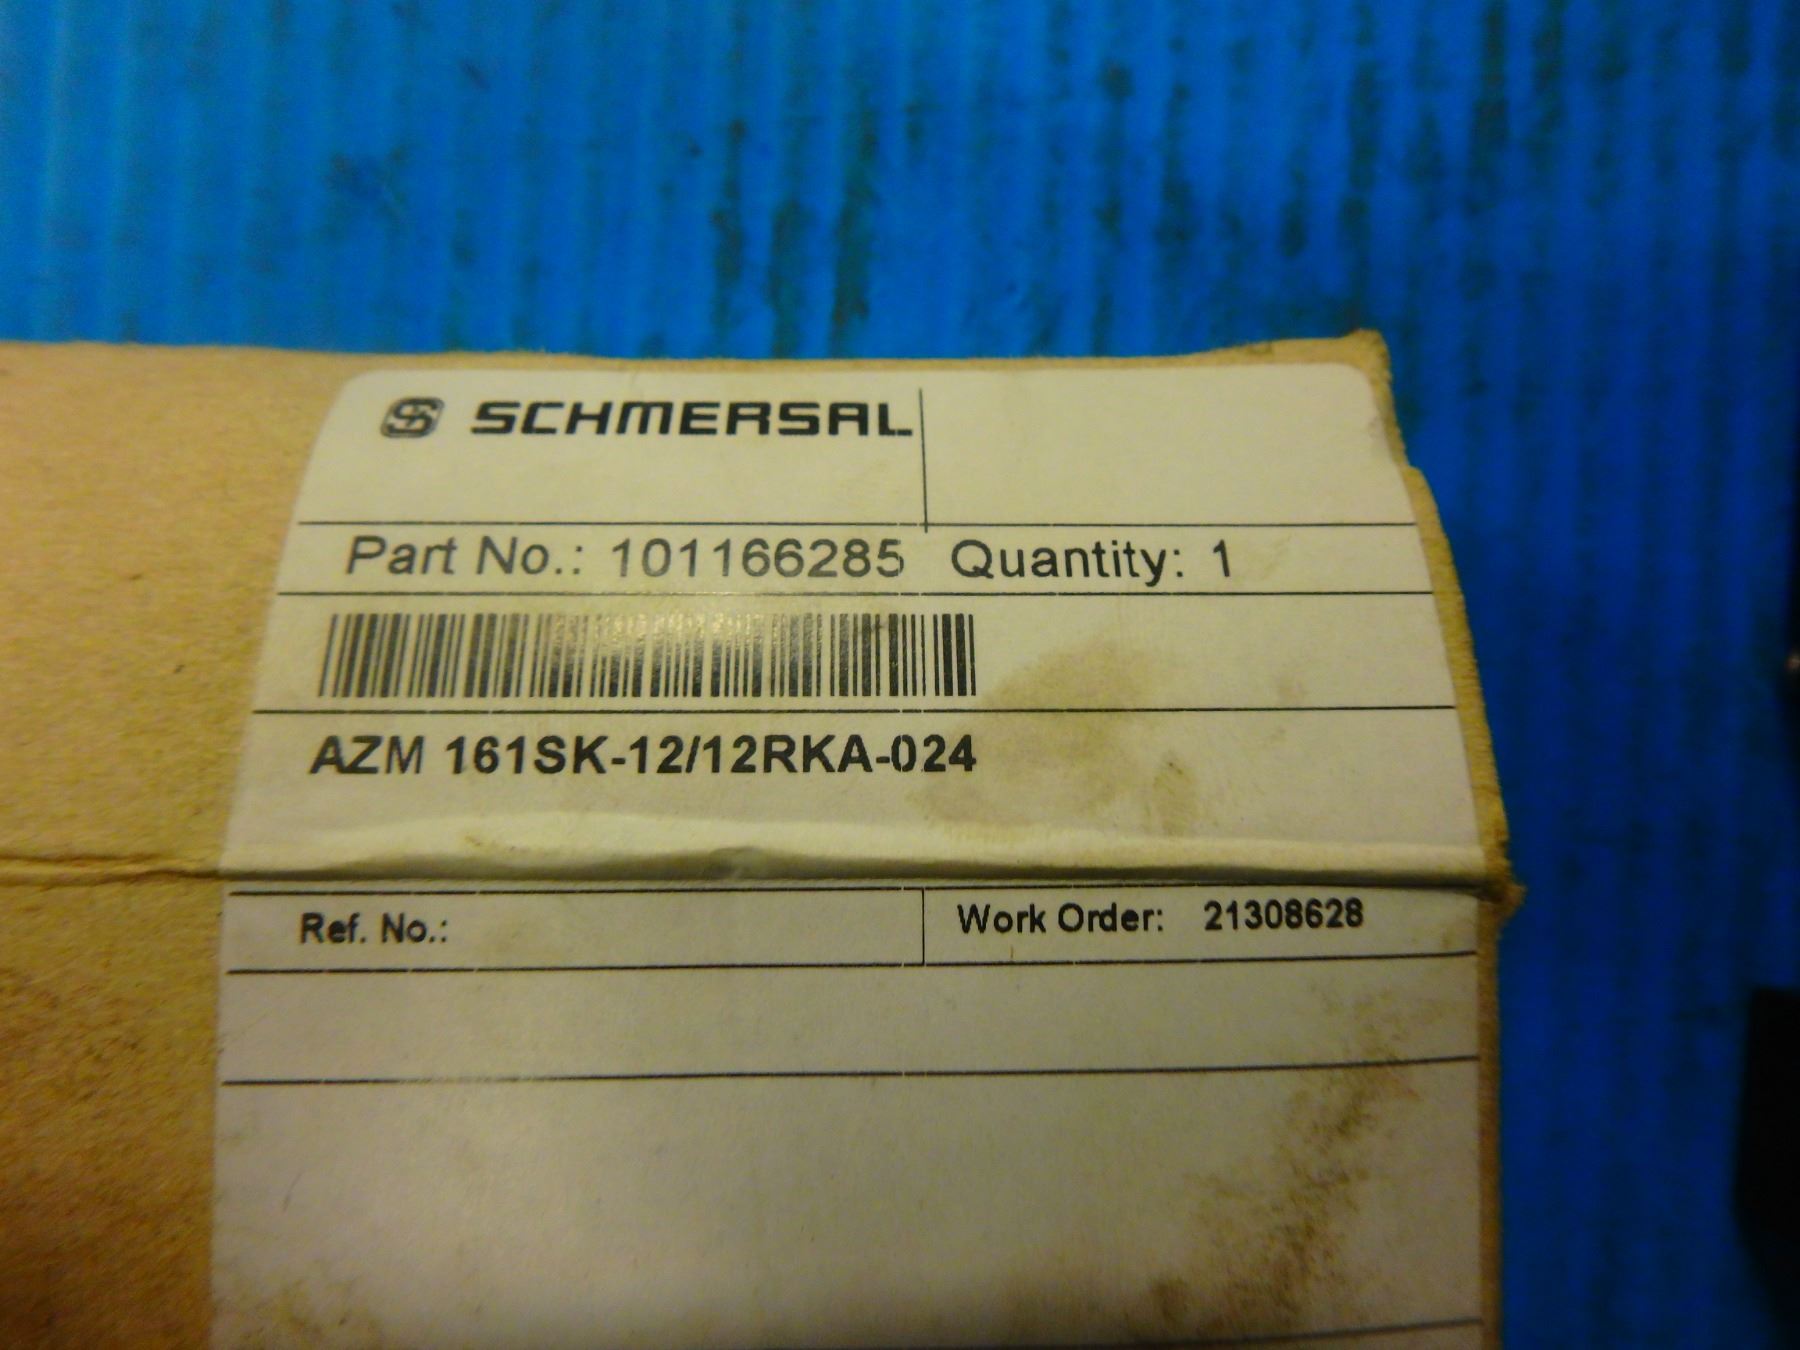 SCHMERSAL
Part No.: 101166285 Quantity: 1
AZM 161SK-12/12RKA-024
Ref. No.: Work Order: 21308628